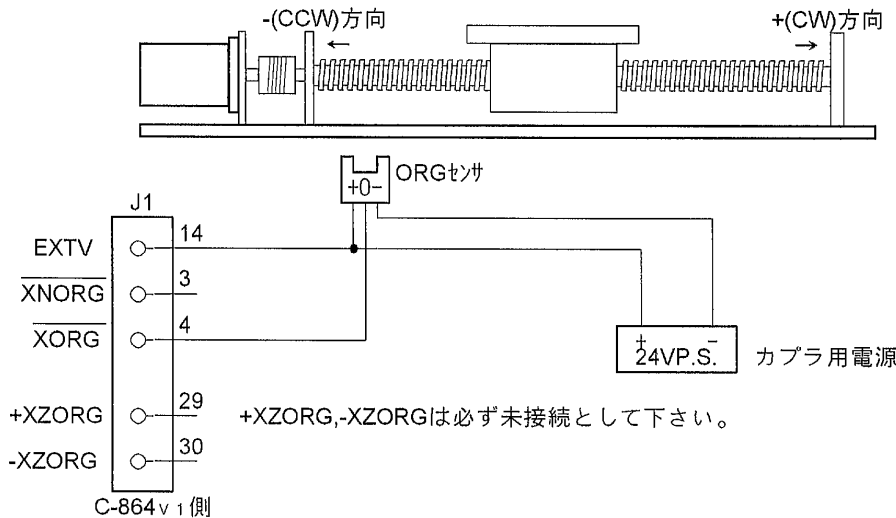 -(CCW)方向
+(CW)方向
ORGセンサ
+O-
J1
EXTV
14
XNORG
3
XORG
4
+ -
24VP.S.
カプラ用電源
+XZORG
29
+XZORG,-XZORGは必ず未接続として下さい。
-XZORG
30
C-864v1側